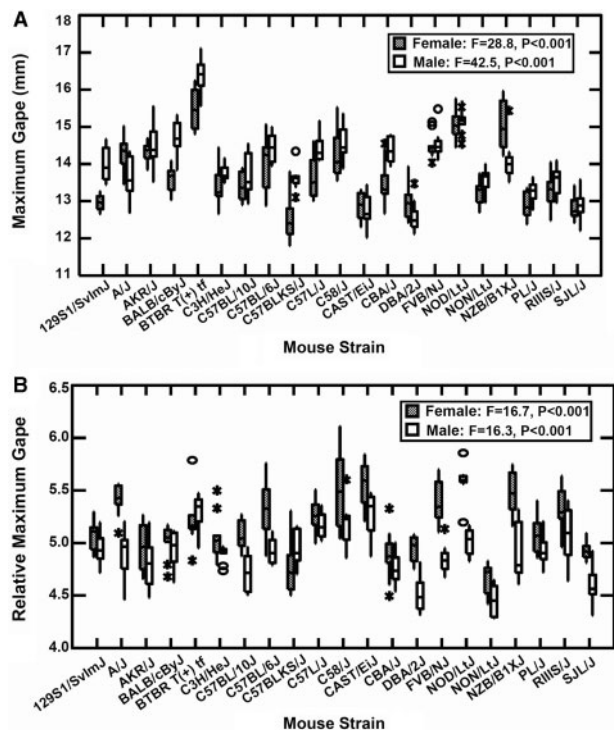 A
Maximum Gape (mm)
18
17
16
15
14
13
12
11
Female: F=28.8, P<0.001
Male: F=42.5, P<0.001
129S1/SvImJ
A/J
AKR/J
BALB/cByJ
BTBR T(+) tf
C3H/HeJ
C57BL/10J
C57BL/6J
C57BLKS/J
C57L/J
C58/J
CAST/EiJ
CBA/J
DBA/2J
FVB/NJ
NOD/LtJ
NON/LtJ
NZB/B1XJ
PL/J
RIIIS/J
SJL/J
Mouse Strain
B
Relative Maximum Gape
6.5
6.0
5.5
5.0
4.5
4.0
Female: F=16.7, P<0.001
Male: F=16.3, P<0.001
129S1/SvImJ
A/J
AKR/J
BALB/cByJ
BTBR T(+) tf
C3H/HeJ
C57BL/10J
C57BL/6J
C57BLKS/J
C57L/J
C58/J
CAST/EiJ
CBA/J
DBA/2J
FVB/NJ
NOD/LtJ
NON/LtJ
NZB/B1XJ
PL/J
RIIIS/J
SJL/J
Mouse Strain